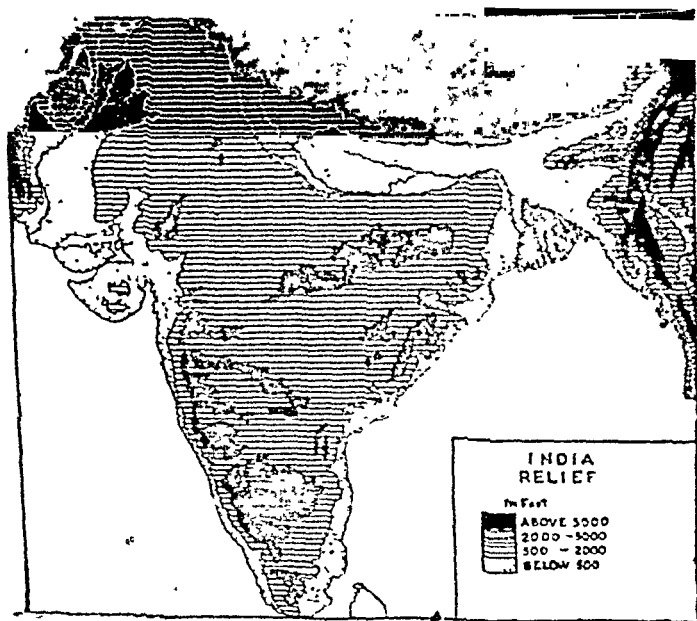 INDIA
RELIEF
In Feet
ABOVE 5000
2000 - 5000
500 - 2000
BELOW 500